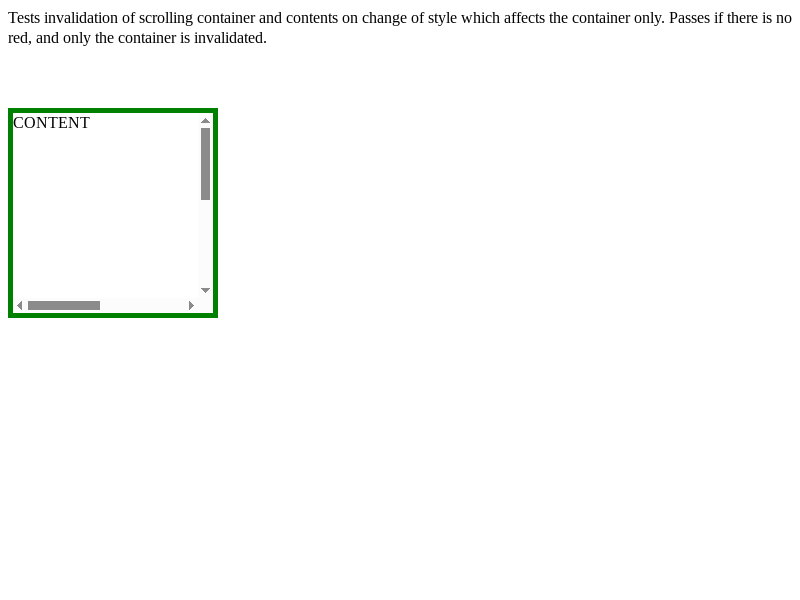 Tests invalidation of scrolling container and contents on change of style which affects the container only. Passes if there is no
red, and only the container is invalidated.
CONTENT